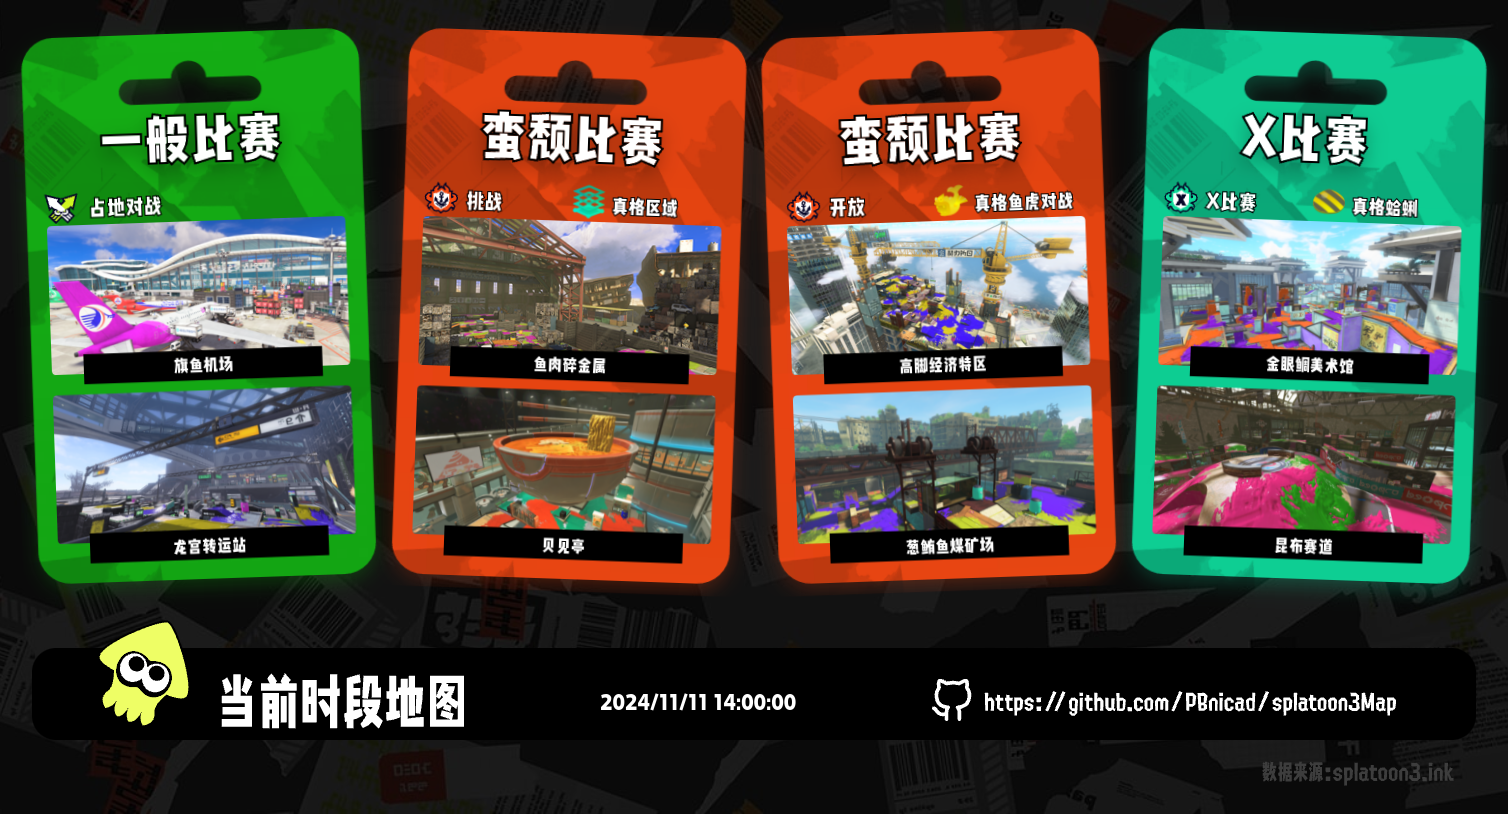 一般比赛
占地对战
旗鱼机场
龙宫转运站
蛮颓比赛
挑战
真格区域
鱼肉碎金属
贝见亭
蛮颓比赛
开放
真格鱼虎对战
高脚经济特区
葱鲔鱼煤矿场
X比赛
X比赛
真格蛤蜊
金眼鲷美术馆
昆布赛道
当前时段地图
2024/11/11 14:00:00
https://github.com/PBnicad/splatoon3Map
数据来源:splatoon3.ink